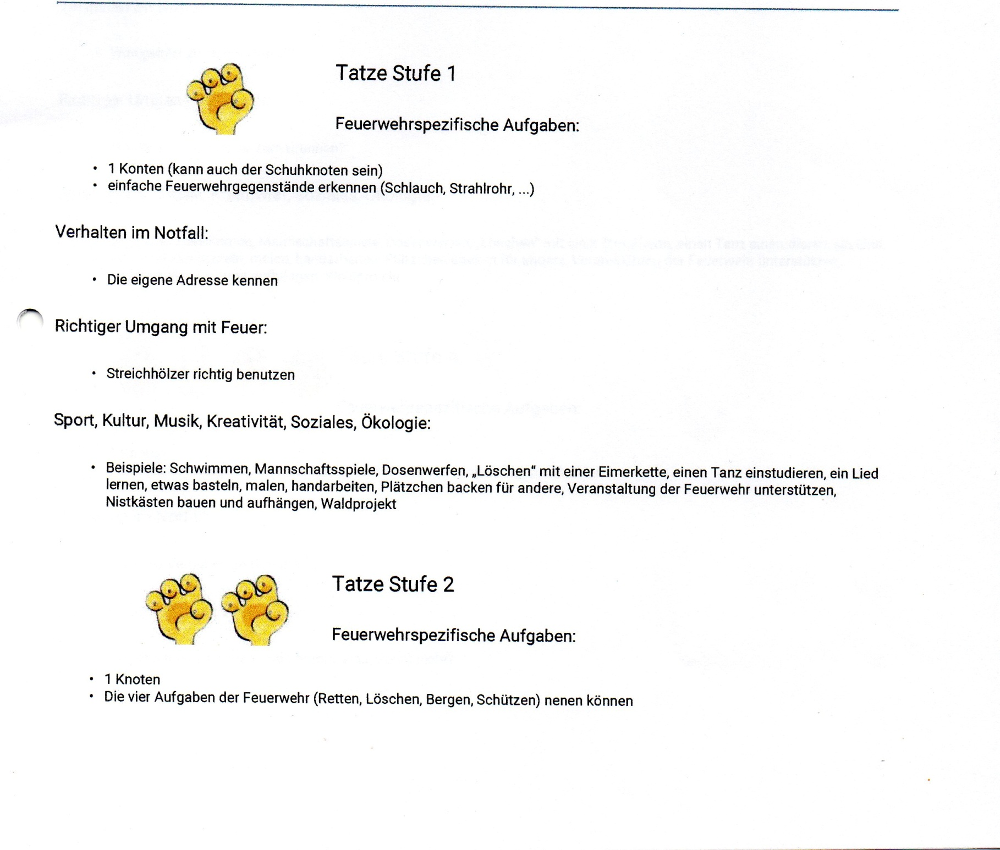 Tatze Stufe 1
Feuerwehrspezifische Aufgaben:
• 1 Konten (kann auch der Schuhknoten sein)
• einfache Feuerwehrgegenstände erkennen (Schlauch, Strahlrohr, ...)
Verhalten im Notfall:
• Die eigene Adresse kennen
Richtiger Umgang mit Feuer:
• Streichhölzer richtig benutzen
Sport, Kultur, Musik, Kreativität, Soziales, Ökologie:
• Beispiele: Schwimmen, Mannschaftsspiele, Dosenwerfen, „Löschen“ mit einer Eimerkette, einen Tanz einstudieren, ein Lied
lernen, etwas basteln, malen, handarbeiten, Plätzchen backen für andere, Veranstaltung der Feuerwehr unterstützen,
Nistkästen bauen und aufhängen, Waldprojekt
Tatze Stufe 2
Feuerwehrspezifische Aufgaben:
• 1 Knoten
• Die vier Aufgaben der Feuerwehr (Retten, Löschen, Bergen, Schützen) nenen können